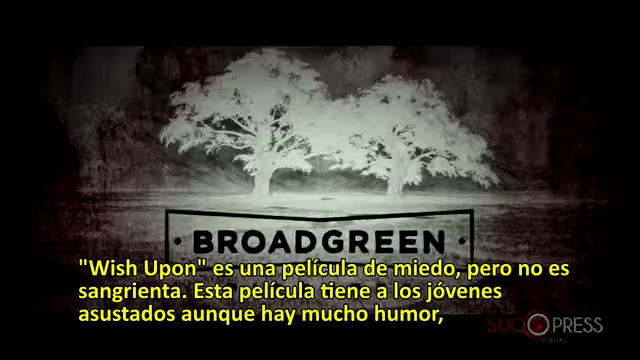 · BROADGREEN ·
"Wish Upon" es una película de miedo, pero no es
sangrienta. Esta película tiene a los jóvenes
asustados aunque hay mucho humor,
SUCOPRESS
VISUAL